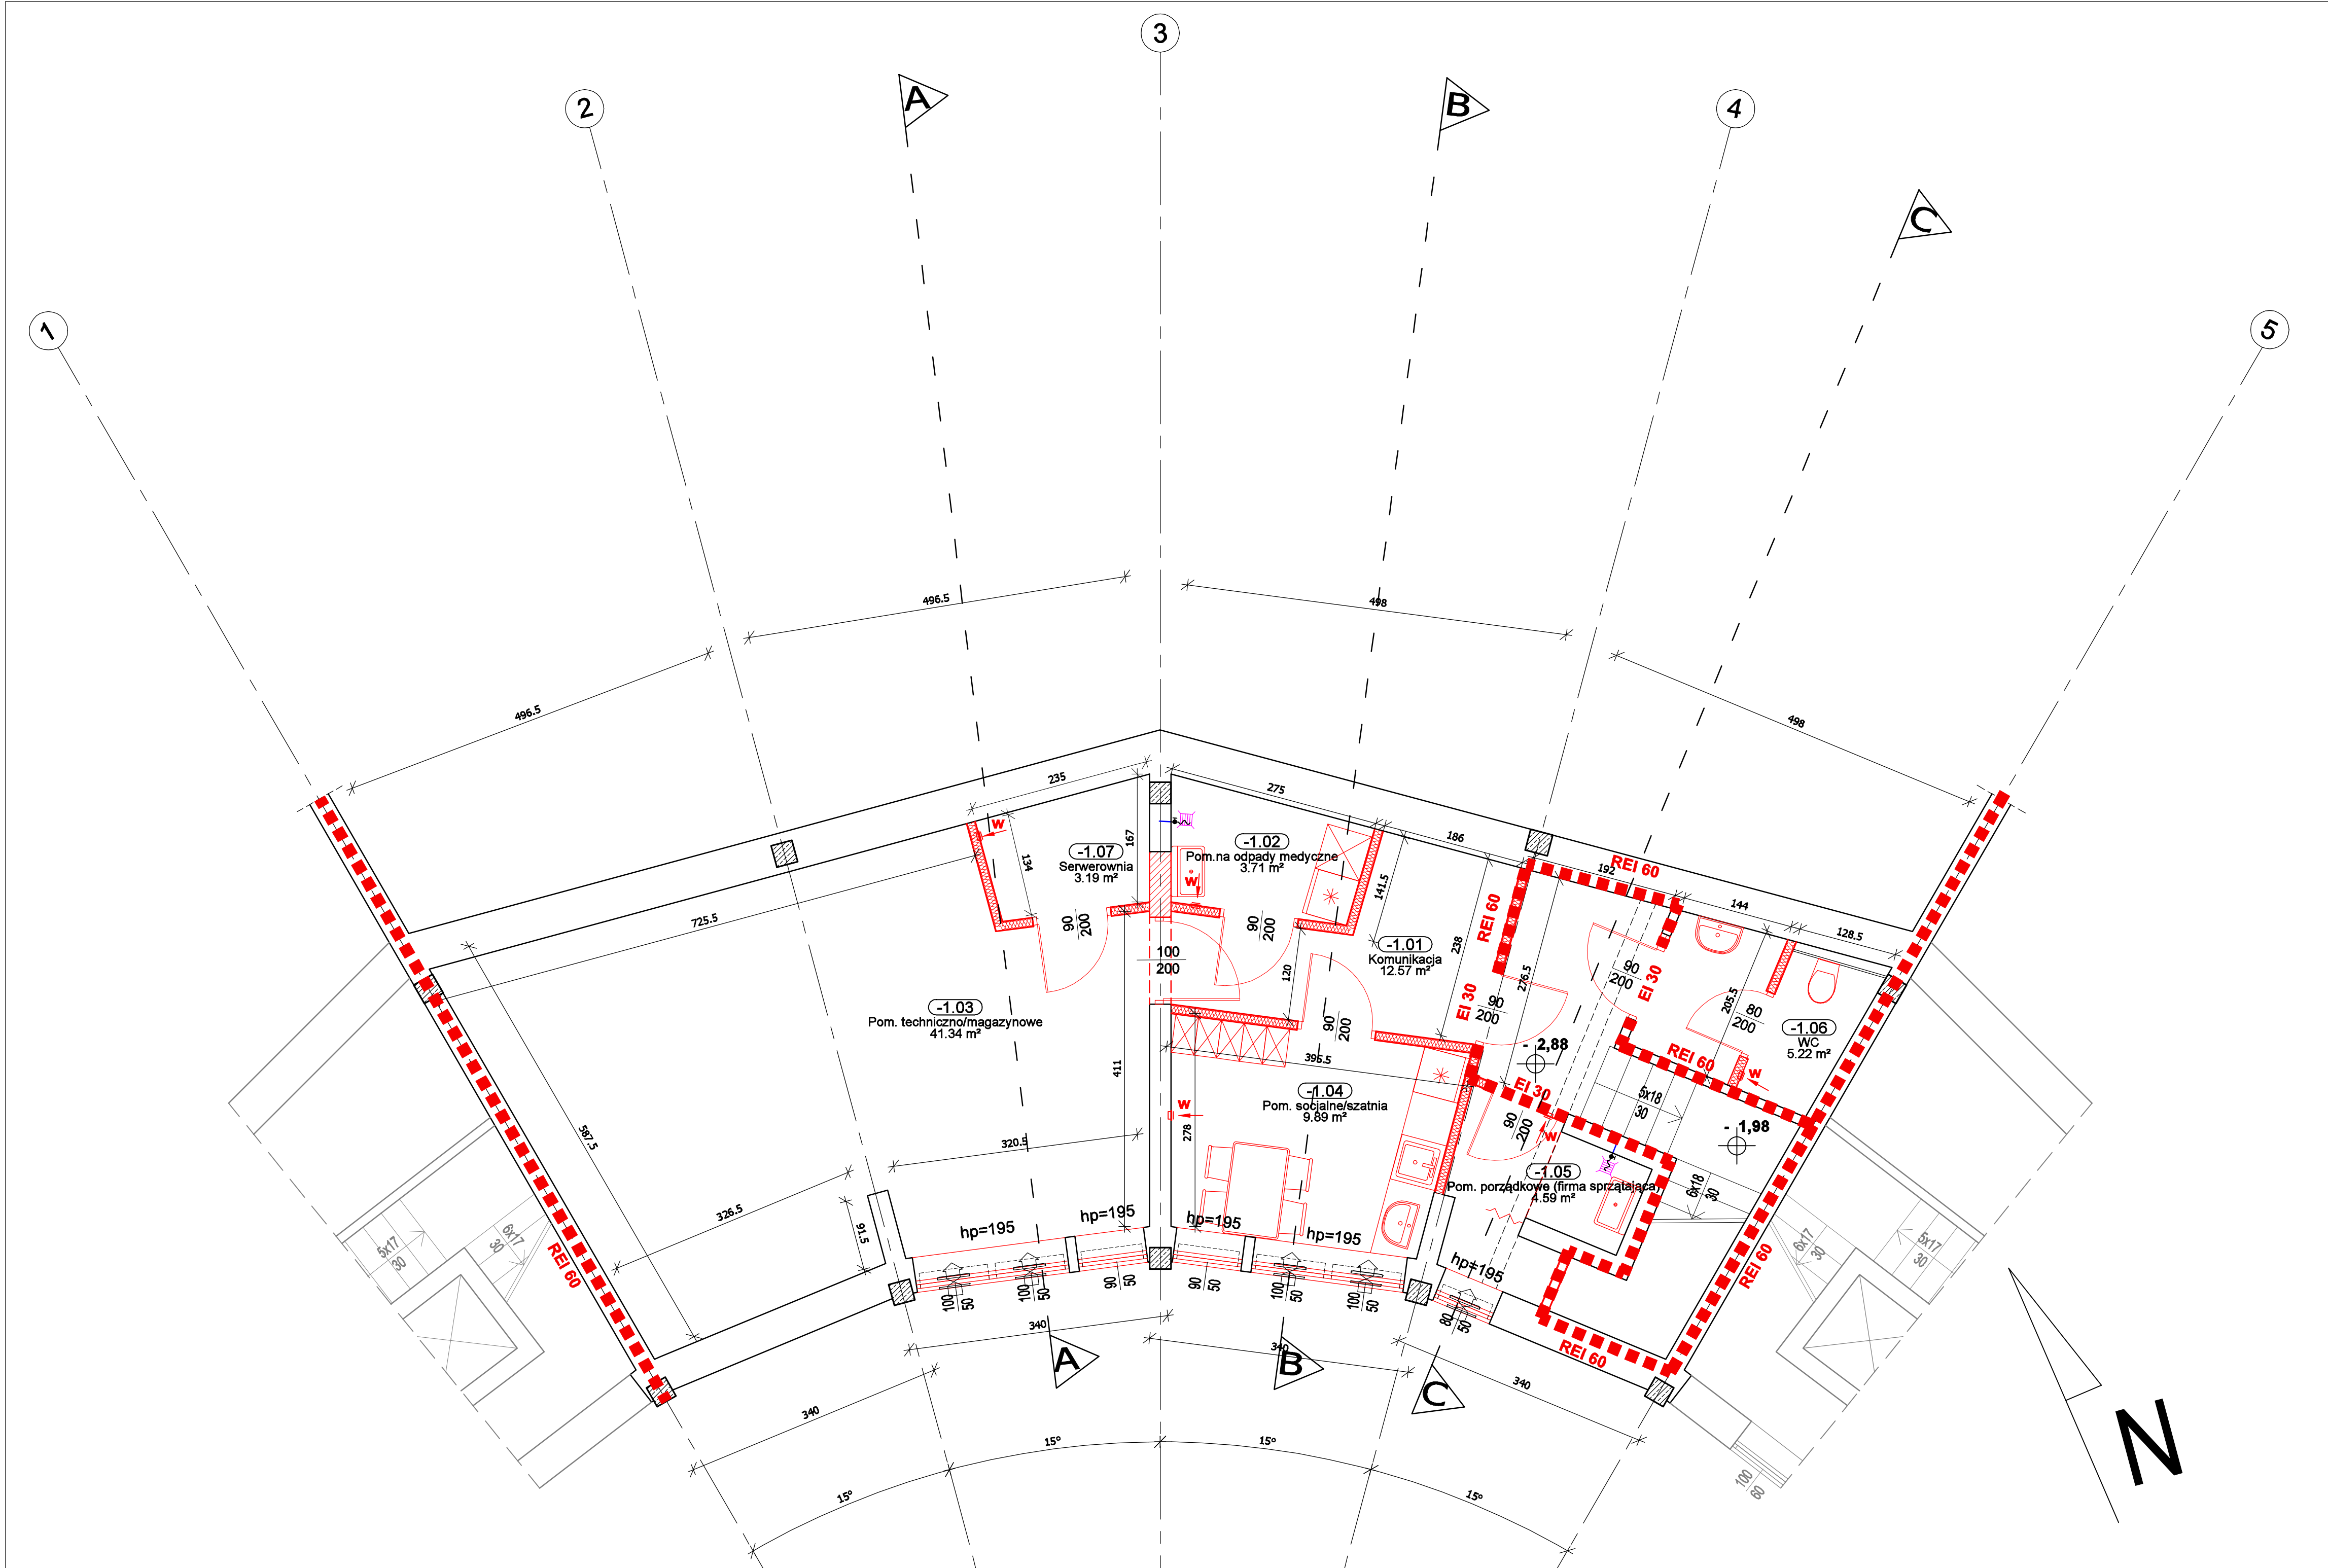 3
2
A
B
4
C
1
5
496.5
498
496.5
498
235
275
167
134
W
-1.07
Serwerownia
3.19 m²
-1.02
Pom.na odpady medyczne
3.71 m²
W
186
141.5
REI 60
192
144
128.5
725.5
90
200
90
200
100
200
120
-1.01
Komunikacja
12.57 m²
238
REI 60
276.5
EI 30
90
200
90
200
EI 30
205.5
80
200
-1.06
WC
5.22 m²
-1.03
Pom. techniczno/magazynowe
41.34 m²
90
200
395.5
411
- 2,88
REI 60
W
EI 30
5x18
30
-1.04
Pom. socjalne/szatnia
9.89 m²
W
278
90
200
W
- 1,98
587.5
320.5
326.5
91.5
-1.05
Pom. porządkowe (firma sprzątająca)
4.59 m²
6x18
30
hp=195
hp=195
hp=195
hp=195
hp=195
5x17
30
6x17
30
REI 60
6x17
30
5x17
30
REI 60
100
50
100
50
90
50
90
50
100
50
100
50
80
50
REI 60
340
340
340
340
A
B
C
15°
15°
15°
15°
100
60
N